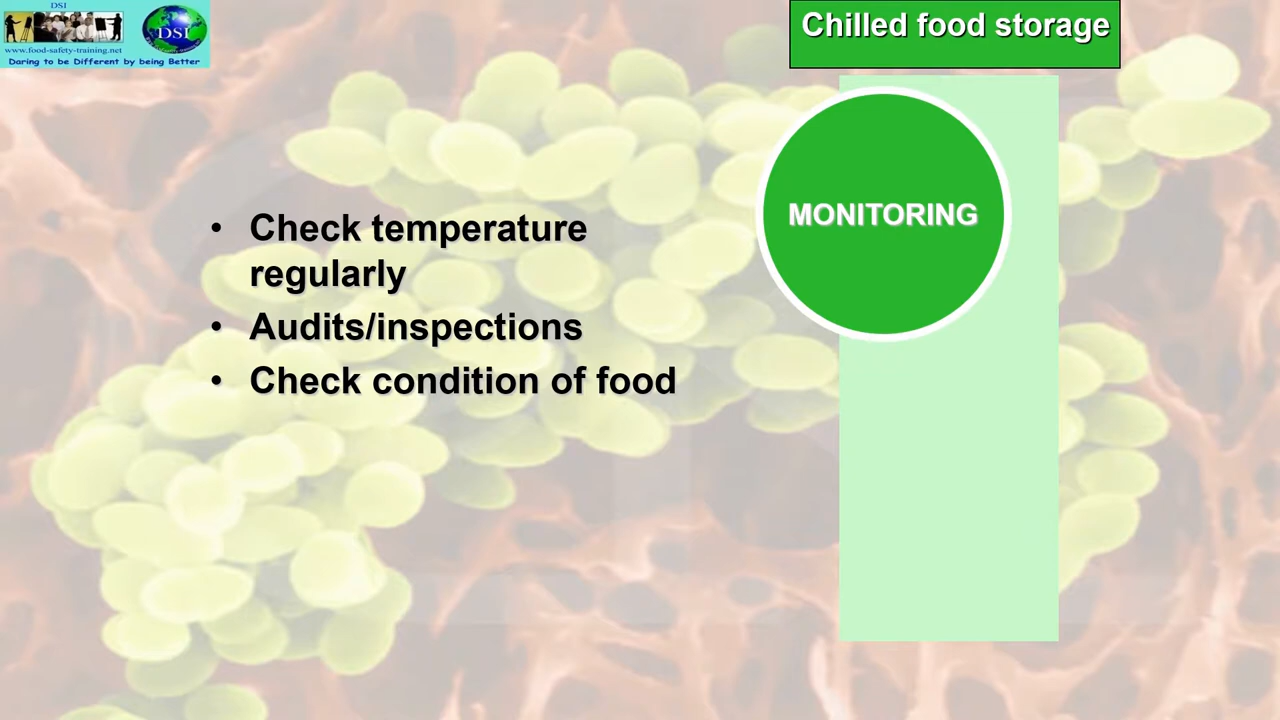 DSI
DSI
www.food-safety-training.net
Daring to be Different by being Better
Chilled food storage
MONITORING
• Check temperature
regularly
• Audits/inspections
• Check condition of food